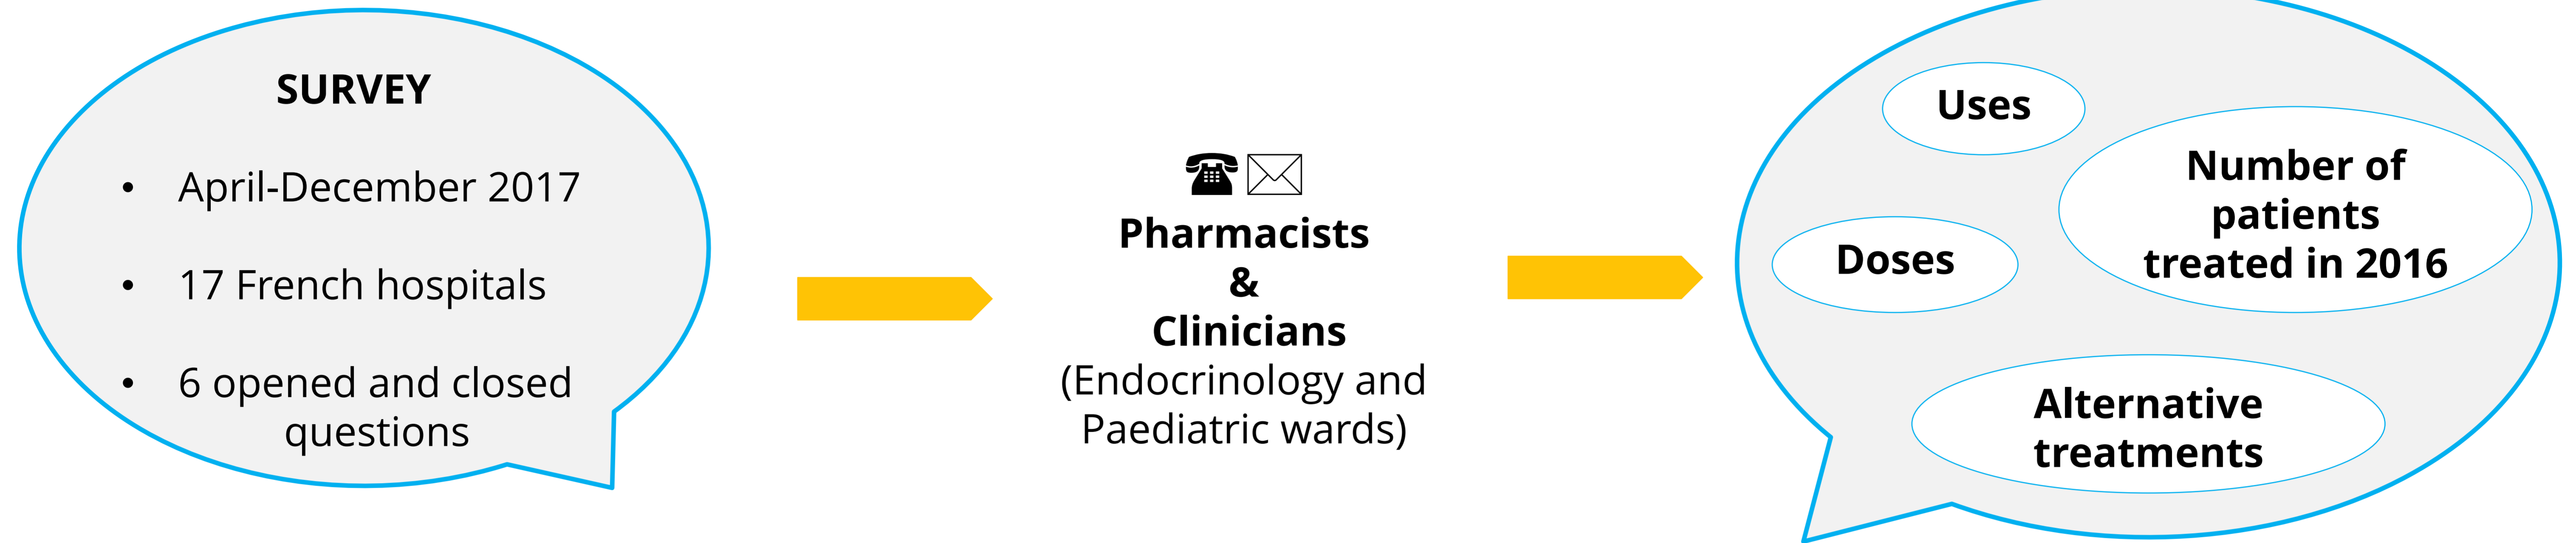 SURVEY
• April-December 2017
• 17 French hospitals
• 6 opened and closed
questions
Pharmacists
&
Clinicians
(Endocrinology and
Paediatric wards)
Uses
Number of
patients
treated in 2016
Doses
Alternative
treatments